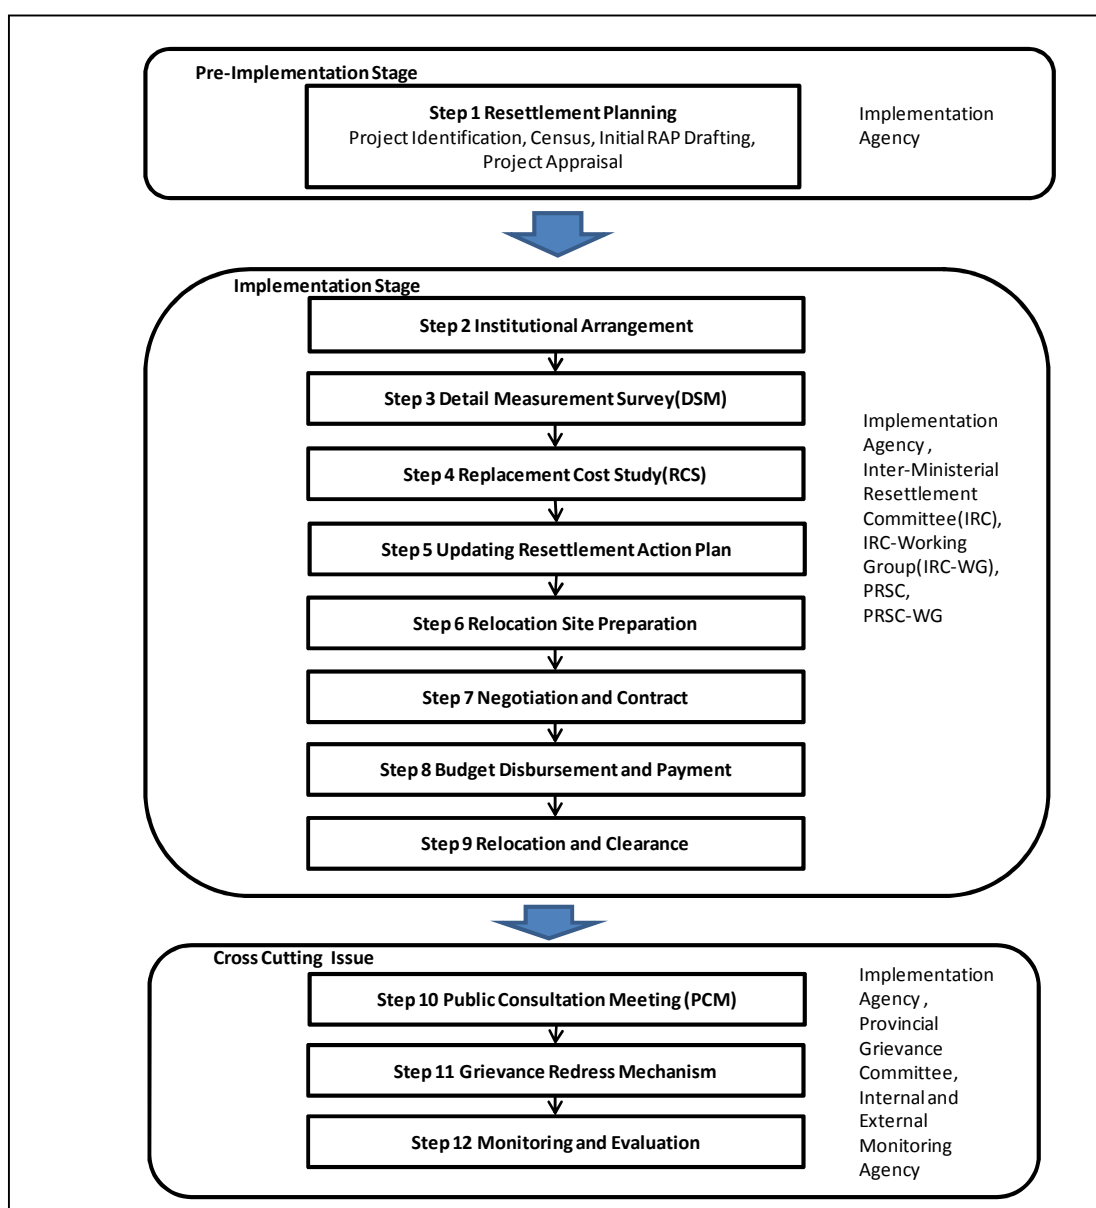 Pre-Implementation Stage
Step 1 Resettlement Planning
Project Identification, Census, Initial RAP Drafting,
Project Appraisal
Implementation
Agency
Implementation Stage
Step 2 Institutional Arrangement
Step 3 Detail Measurement Survey(DSM)
Step 4 Replacement Cost Study(RCS)
Step 5 Updating Resettlement Action Plan
Step 6 Relocation Site Preparation
Step 7 Negotiation and Contract
Step 8 Budget Disbursement and Payment
Step 9 Relocation and Clearance
Implementation
Agency ,
Inter-Ministerial
Resettlement
Committee(IRC),
IRC-Working
Group(IRC-WG),
PRSC,
PRSC-WG
Cross Cutting Issue
Step 10 Public Consultation Meeting (PCM)
Step 11 Grievance Redress Mechanism
Step 12 Monitoring and Evaluation
Implementation
Agency ,
Provincial
Grievance
Committee,
Internal and
External
Monitoring
Agency